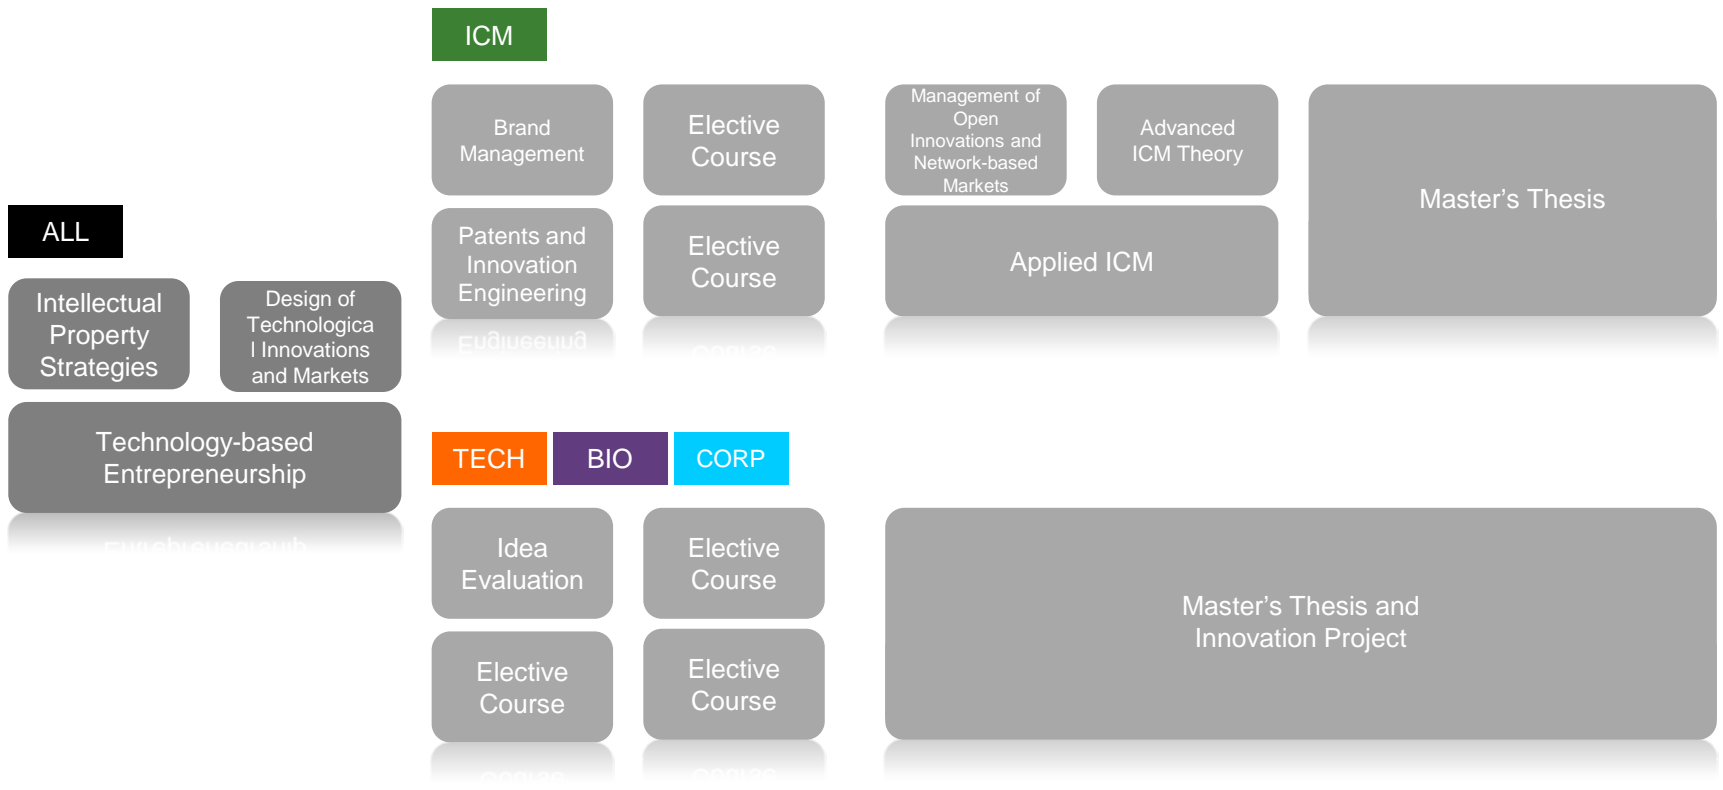 ICM
Brand
Management
Elective
Course
Management of
Open
Innovations and
Network-based
Markets
Advanced
ICM Theory
Master’s Thesis
Patents and
Innovation
Engineering
Elective
Course
Applied ICM
ALL
Intellectual
Property
Strategies
Design of
Technologica
l Innovations
and Markets
Technology-based
Entrepreneurship
TECH
BIO
CORP
Idea
Evaluation
Elective
Course
Master’s Thesis and
Innovation Project
Elective
Course
Elective
Course